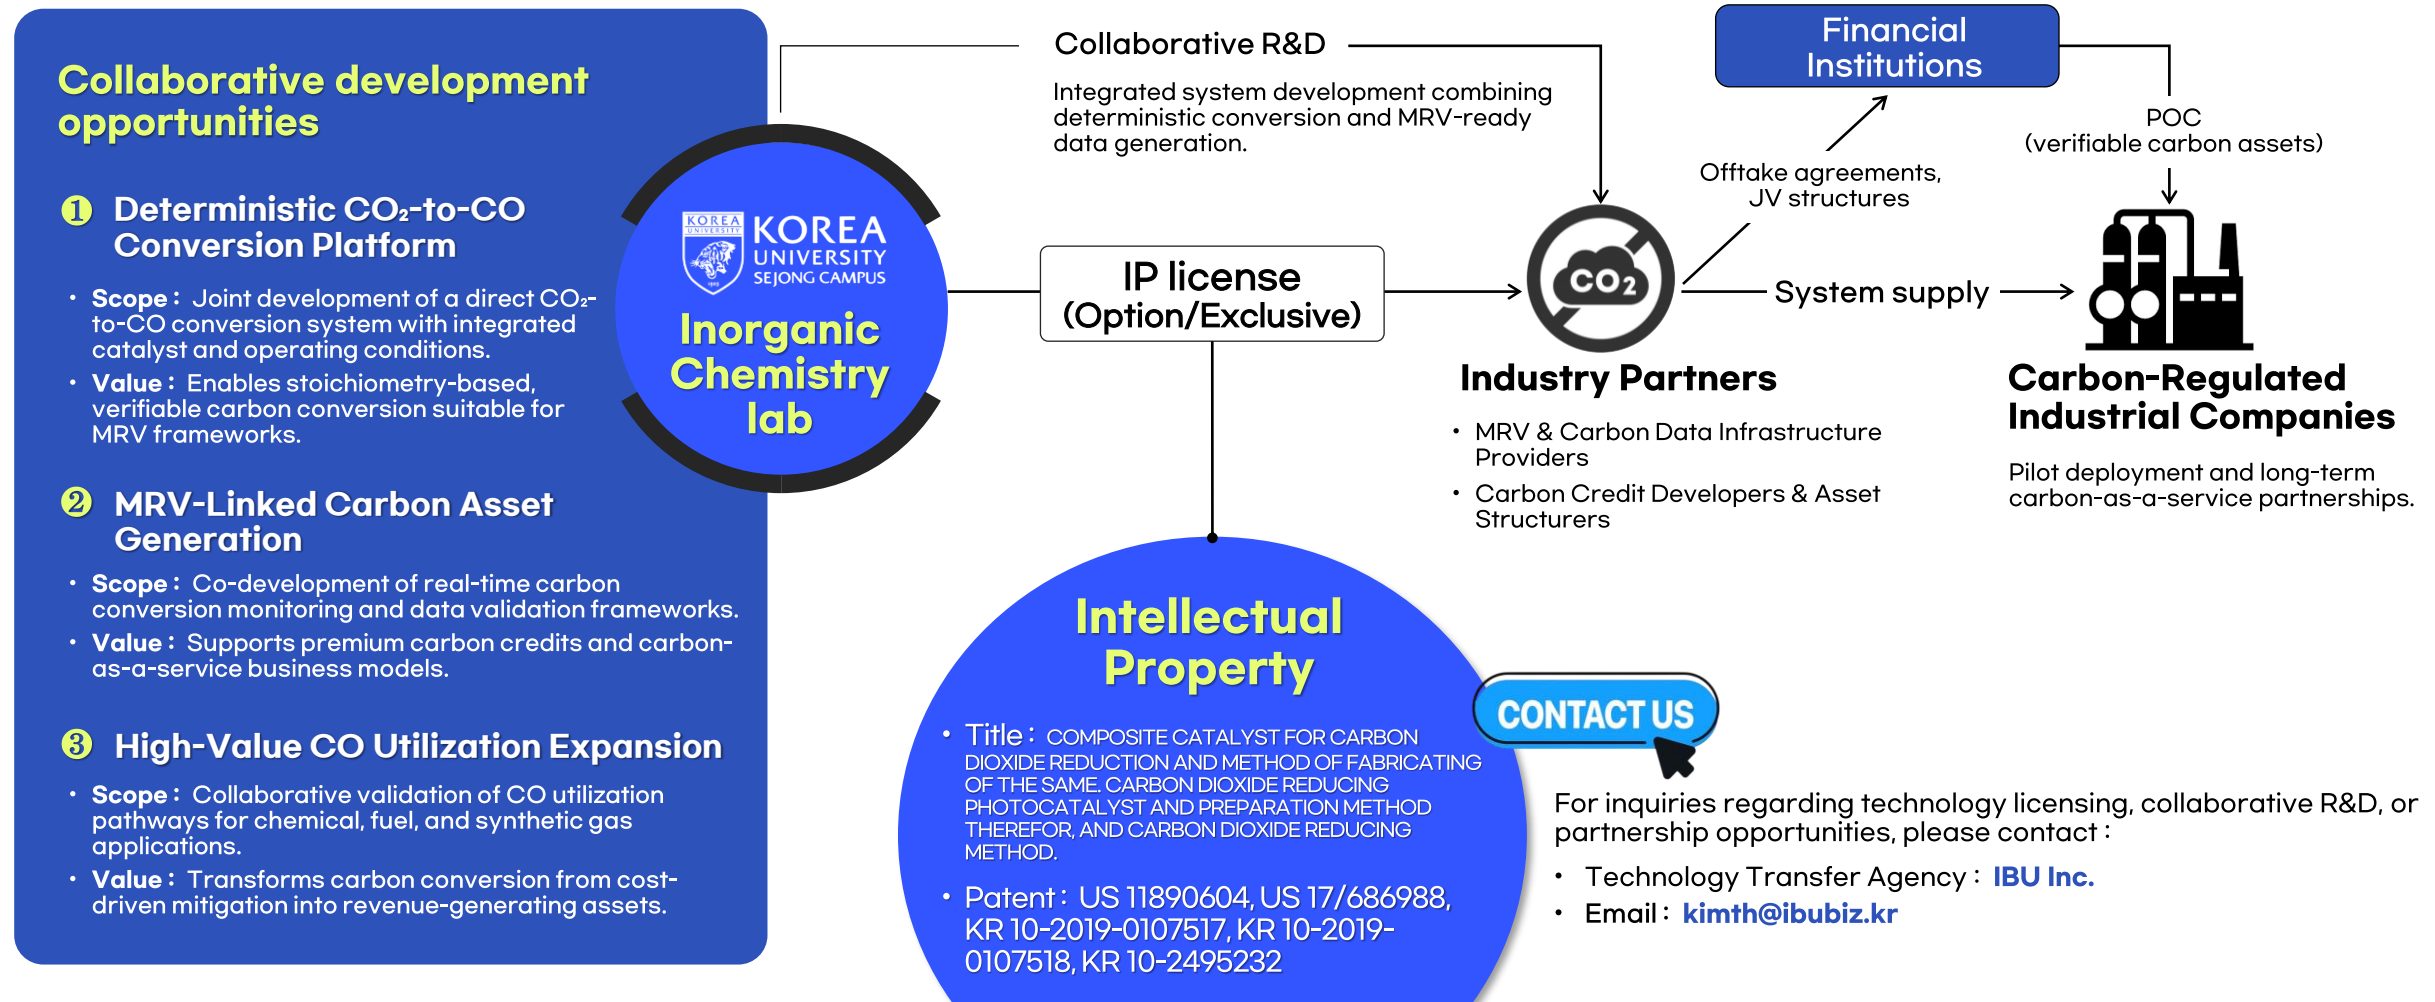 Collaborative development
opportunities
❶ Deterministic CO₂-to-CO
Conversion Platform
• Scope : Joint development of a direct CO₂-
to-CO conversion system with integrated
catalyst and operating conditions.
• Value : Enables stoichiometry-based,
verifiable carbon conversion suitable for
MRV frameworks.
❷ MRV-Linked Carbon Asset
Generation
• Scope : Co-development of real-time carbon
conversion monitoring and data validation frameworks.
• Value : Supports premium carbon credits and carbon-
as-a-service business models.
❸ High-Value CO Utilization Expansion
• Scope : Collaborative validation of CO utilization
pathways for chemical, fuel, and synthetic gas
applications.
• Value : Transforms carbon conversion from cost-
driven mitigation into revenue-generating assets.
KOREA
UNIVERSITY
1905
KOREA
UNIVERSITY
SEJONG CAMPUS
Inorganic
Chemistry
lab
Collaborative R&D
Integrated system development combining
deterministic conversion and MRV-ready
data generation.
IP license
(Option/Exclusive)
CO₂
Industry Partners
• MRV & Carbon Data Infrastructure
Providers
• Carbon Credit Developers & Asset
Structurers
Financial
Institutions
Offtake agreements,
JV structures
POC
(verifiable carbon assets)
System supply
Carbon-Regulated
Industrial Companies
Pilot deployment and long-term
carbon-as-a-service partnerships.
Intellectual
Property
• Title : COMPOSITE CATALYST FOR CARBON
DIOXIDE REDUCTION AND METHOD OF FABRICATING
OF THE SAME. CARBON DIOXIDE REDUCING
PHOTOCATALYST AND PREPARATION METHOD
THEREFOR, AND CARBON DIOXIDE REDUCING
METHOD.
• Patent : US 11890604, US 17/686988,
KR 10-2019-0107517, KR 10-2019-
0107518, KR 10-2495232
CONTACT US
For inquiries regarding technology licensing, collaborative R&D, or
partnership opportunities, please contact :
• Technology Transfer Agency : IBU Inc.
• Email : kimth@ibubiz.kr